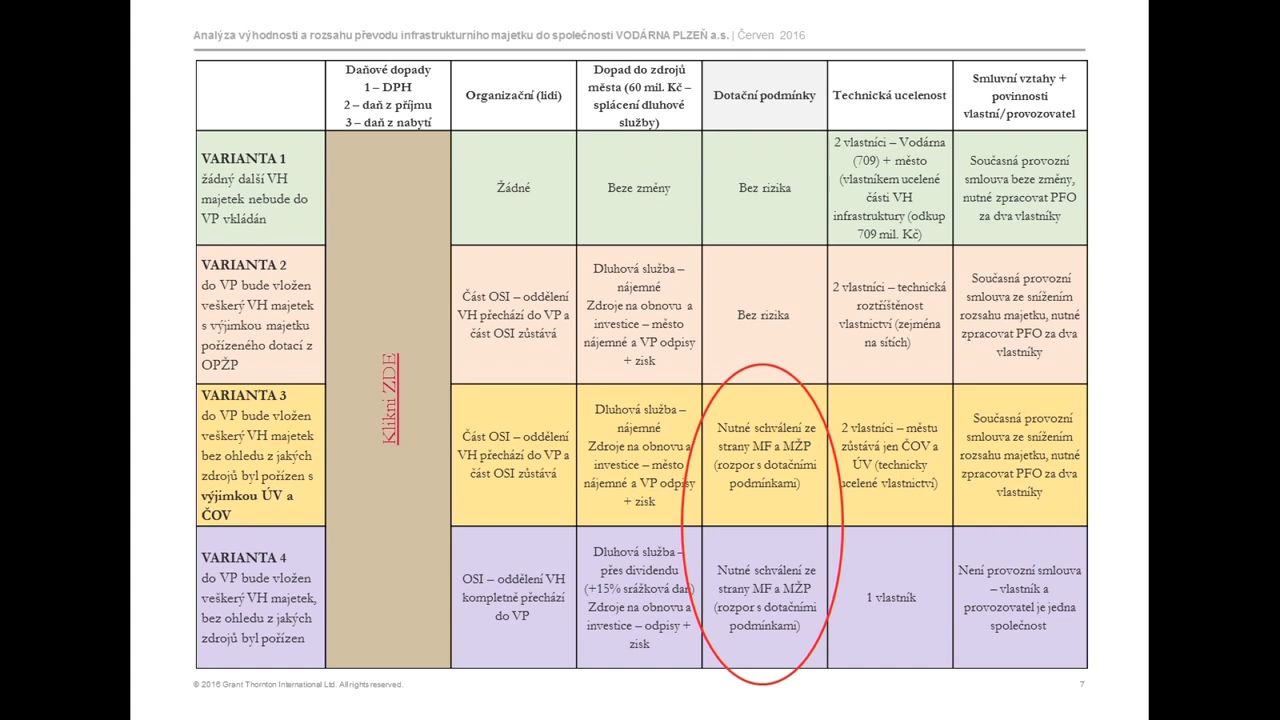 Analýza výhodnosti a rozsahu převodu infrastrukturního majetku do společnosti VODÁRNA PLZEŇ a.s. | Červen 2016
Daňové dopady
1 – DPH
2 – daň z příjmu
3 – daň z nabytí
Organizační (lidi)
Dopad do zdrojů
města (60 mil. Kč –
splácení dluhové
služby)
Dotační podmínky
Technická ucelenost
Smluvní vztahy +
povinnosti
vlastní/provozovatel
VARIANTA 1
žádný další VH
majetek nebude do
VP vkládán
Klikni ZDE
Žádné
Beze změny
Bez rizika
2 vlastníci – Vodárna
(709) + město
(vlastníkem ucelené
části VH
infrastruktury (odkup
709 mil. Kč)
Současná provozní
smlouva beze změny,
nutné zpracovat PFO
za dva vlastníky
VARIANTA 2
do VP bude vložen
veškerý VH majetek
s výjimkou majetku
pořízeného dotací z
OPŽP
Část OSI – oddělení
VH přechází do VP a
část OSI zůstává
Dluhová služba –
nájemné
Zdroje na obnovu a
investice – město
nájemné a VP odpisy
+ zisk
Bez rizika
2 vlastníci – technická
roztříštěnost
vlastnictví (zejména
na sítích)
Současná provozní
smlouva ze snížením
rozsahu majetku, nutné
zpracovat PFO za dva
vlastníky
VARIANTA 3
do VP bude vložen
veškerý VH majetek
bez ohledu z jakých
zdrojů byl pořízen s
výjimkou ÚV a
ČOV
Část OSI – oddělení
VH přechází do VP a
část OSI zůstává
Dluhová služba –
nájemné
Zdroje na obnovu a
investice – město
nájemné a VP odpisy
+ zisk
Nutné schválení ze
strany MF a MŽP
(rozpor s dotačními
podmínkami)
2 vlastníci – městu
zůstává jen ČOV a
ÚV (technicky
ucelené vlastnictví)
Současná provozní
smlouva ze snížením
rozsahu majetku, nutné
zpracovat PFO za dva
vlastníky
VARIANTA 4
do VP bude vložen
veškerý VH majetek,
bez ohledu z jakých
zdrojů byl pořízen
OSI – oddělení VH
kompletně přechází
do VP
Dluhová služba –
přes dividendu
(+15% srážková daň)
Zdroje na obnovu a
investice – odpisy +
zisk
Nutné schválení ze
strany MF a MŽP
(rozpor s dotačními
podmínkami)
1 vlastník
Není provozní smlouva
– vlastník a
provozovatel je jedna
společnost
© 2016 Grant Thornton International Ltd. All rights reserved.
7